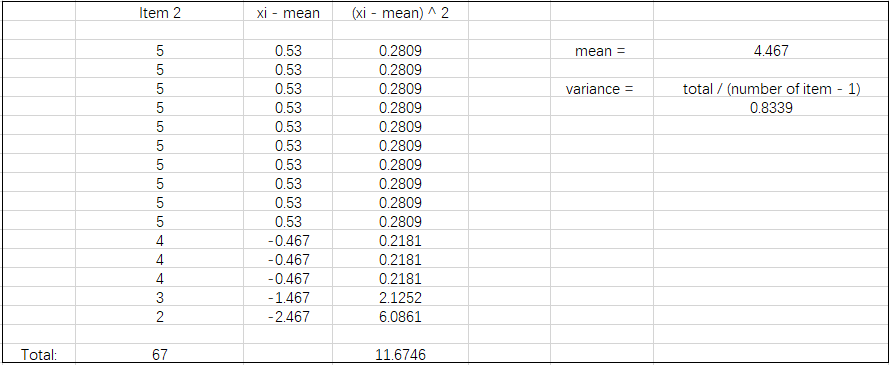 Item 2 xi - mean (xi - mean) ^ 2
5 0.53 0.2809 mean = 4.467
5 0.53 0.2809
5 0.53 0.2809 variance = total / (number of item - 1)
5 0.53 0.2809 0.8339
5 0.53 0.2809
5 0.53 0.2809
5 0.53 0.2809
5 0.53 0.2809
5 0.53 0.2809
5 0.53 0.2809
4 -0.467 0.2181
4 -0.467 0.2181
4 -0.467 0.2181
3 -1.467 2.1252
2 -2.467 6.0861
Total: 67 11.6746